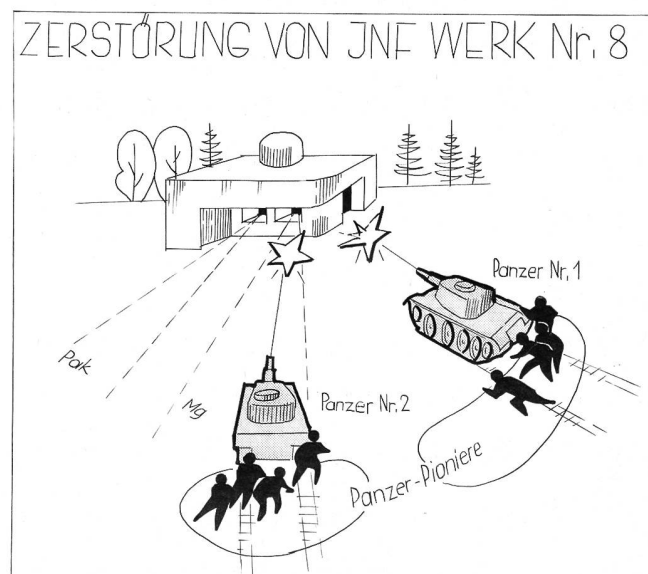 ZERSTÖRUNG VON JNF WERK Nr. 8
Panzer Nr. 1
Pak
Mg
Panzer Nr. 2
Panzer-Pioniere